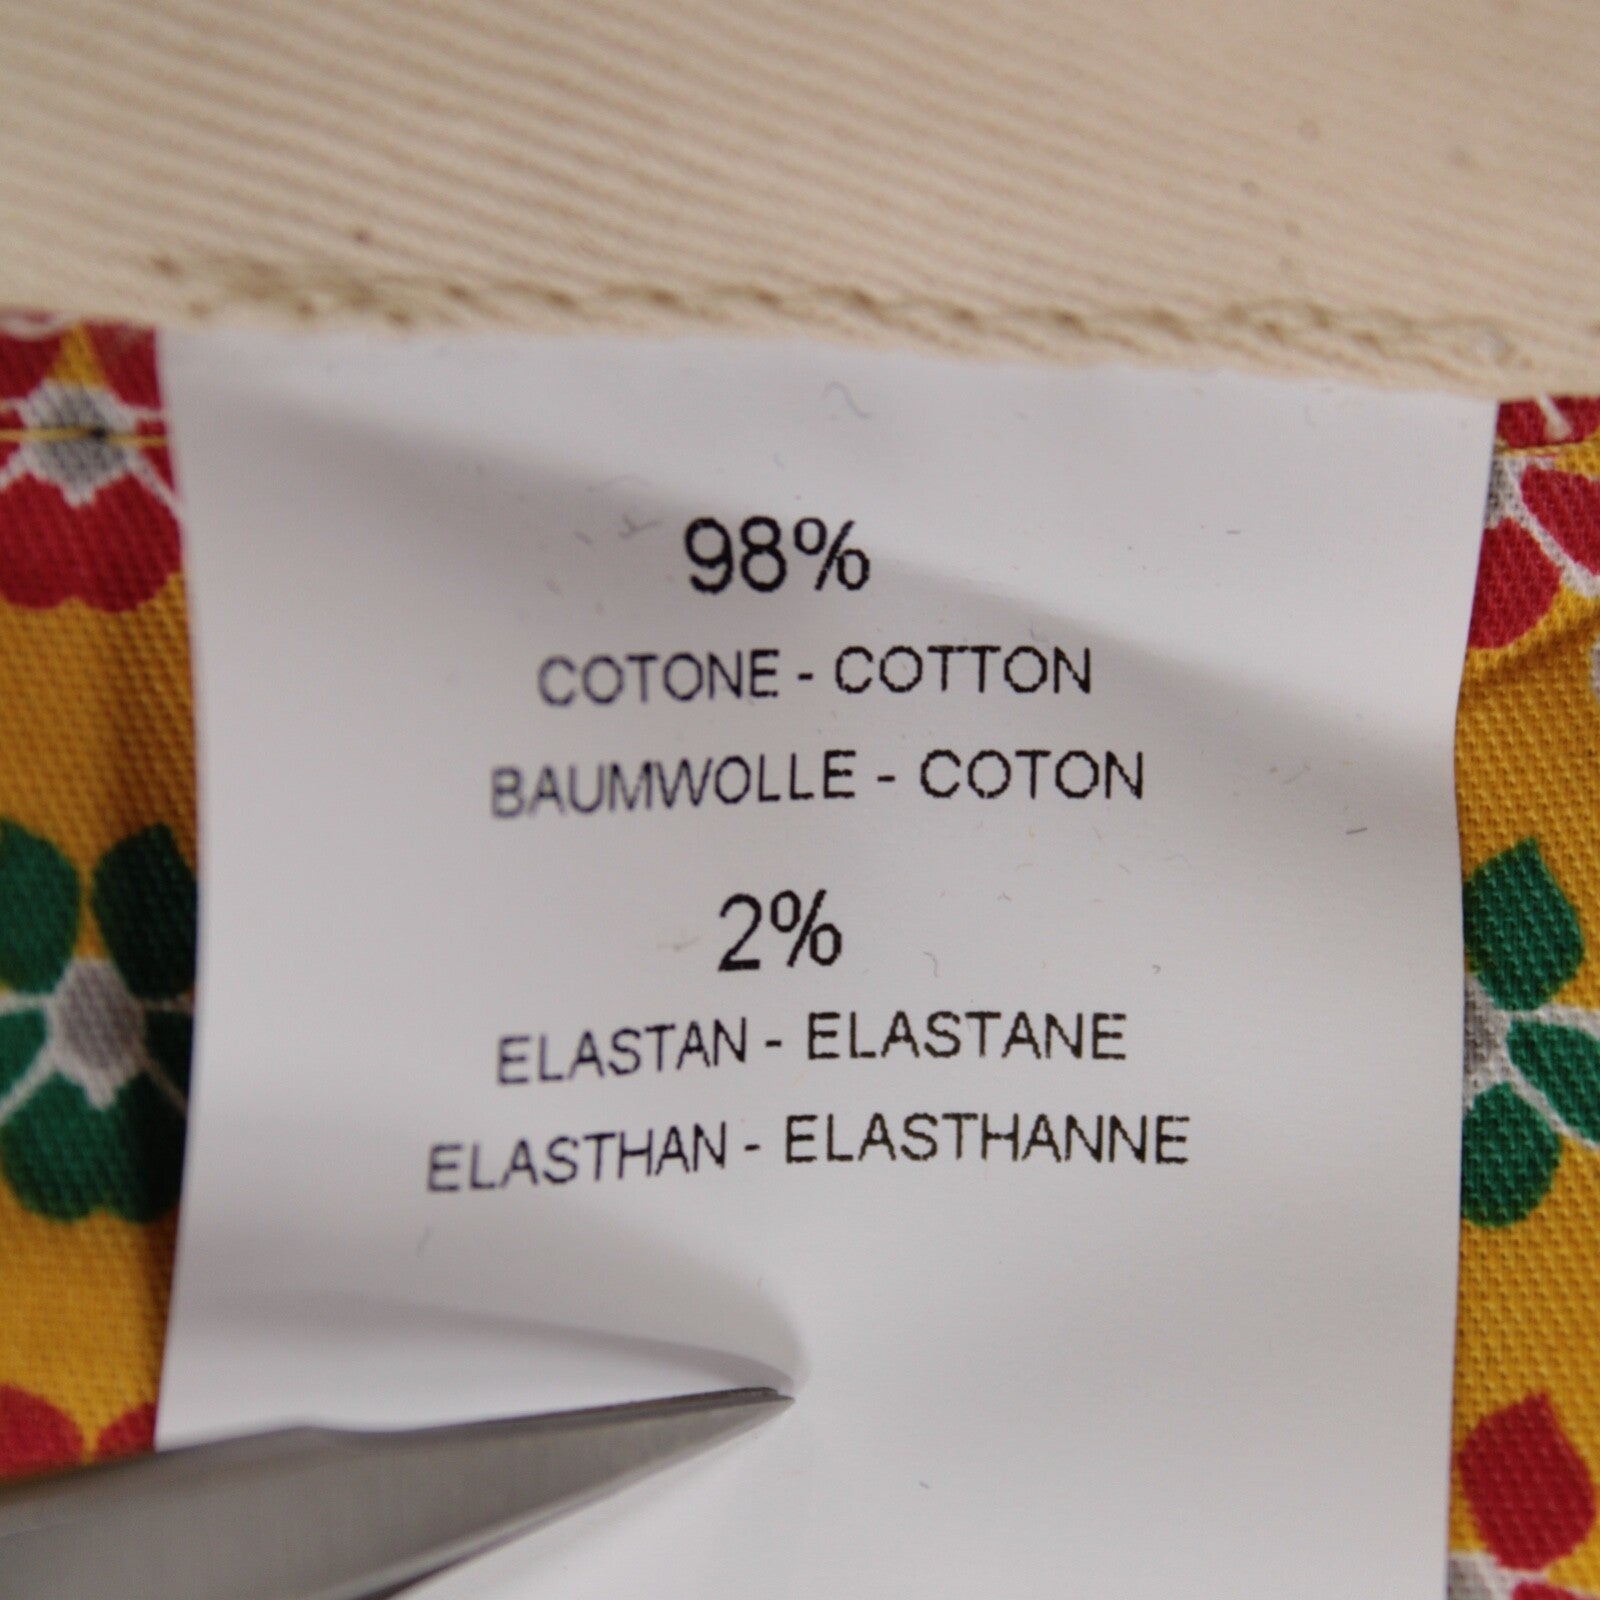 98%
COTONE - COTTON
BAUMWOLLE - COTON
2%
ELASTAN - ELASTANE
ELASTHAN - ELASTHANNE